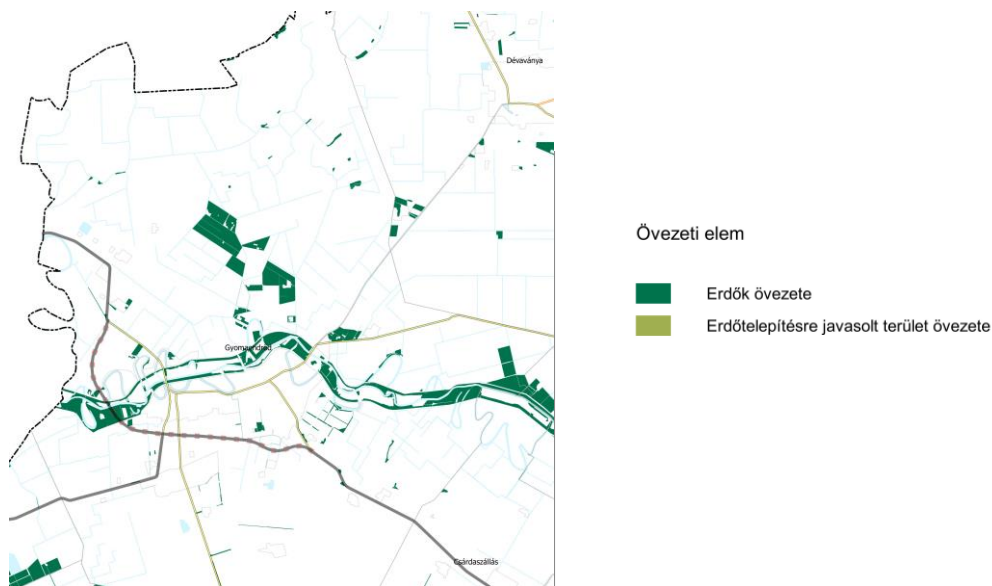 Dévaványa
Övezeti elem
Erdők övezete
Erdőtelepítésre javasolt terület övezete
Gyomaendrőd
Csárdaszállás